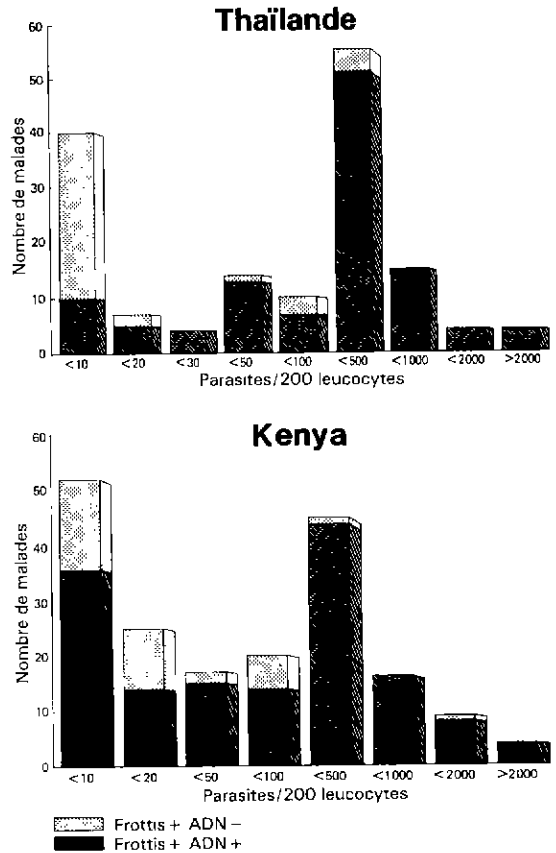 Thaïlande
Nombre de malades
60
50
40
30
20
10
0
<10 <20 <30 <50 <100 <500 <1000 <2000 >2000
Parasites/200 leucocytes
Kenya
Nombre de malades
60
50
40
30
20
10
0
<10 <20 <50 <100 <500 <1000 <2000 >2000
Parasites/200 leucocytes
Frottis + ADN −
Frottis + ADN +